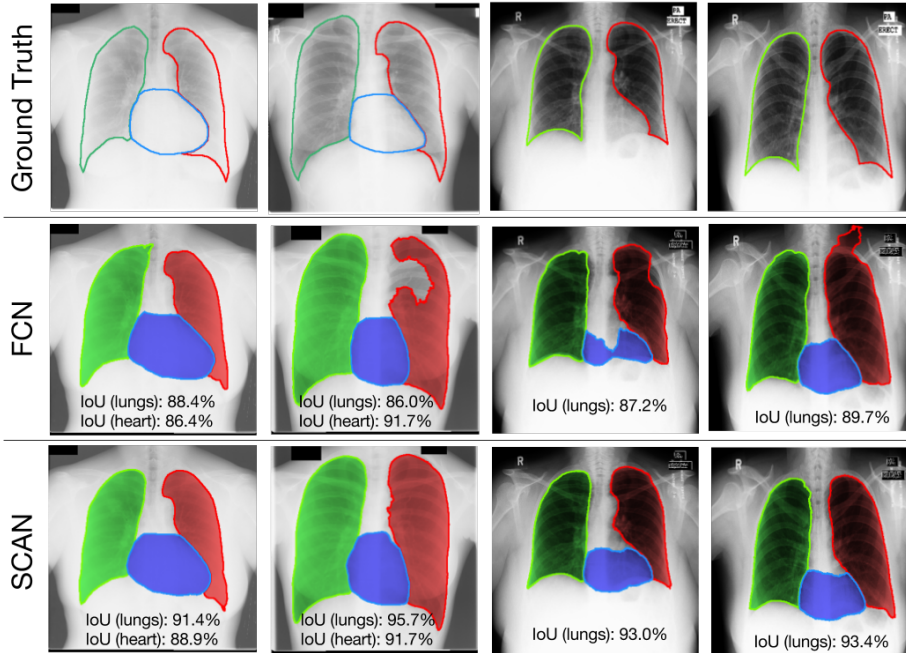 Ground Truth
R
R
PA
ERECT
R
PA
ERECT
FCN
R
R
IoU (lungs): 88.4%
IoU (heart): 86.4%
IoU (lungs): 86.0%
IoU (heart): 91.7%
IoU (lungs): 87.2%
IoU (lungs): 89.7%
SCAN
R
R
IoU (lungs): 91.4%
IoU (heart): 88.9%
IoU (lungs): 95.7%
IoU (heart): 91.7%
IoU (lungs): 93.0%
IoU (lungs): 93.4%